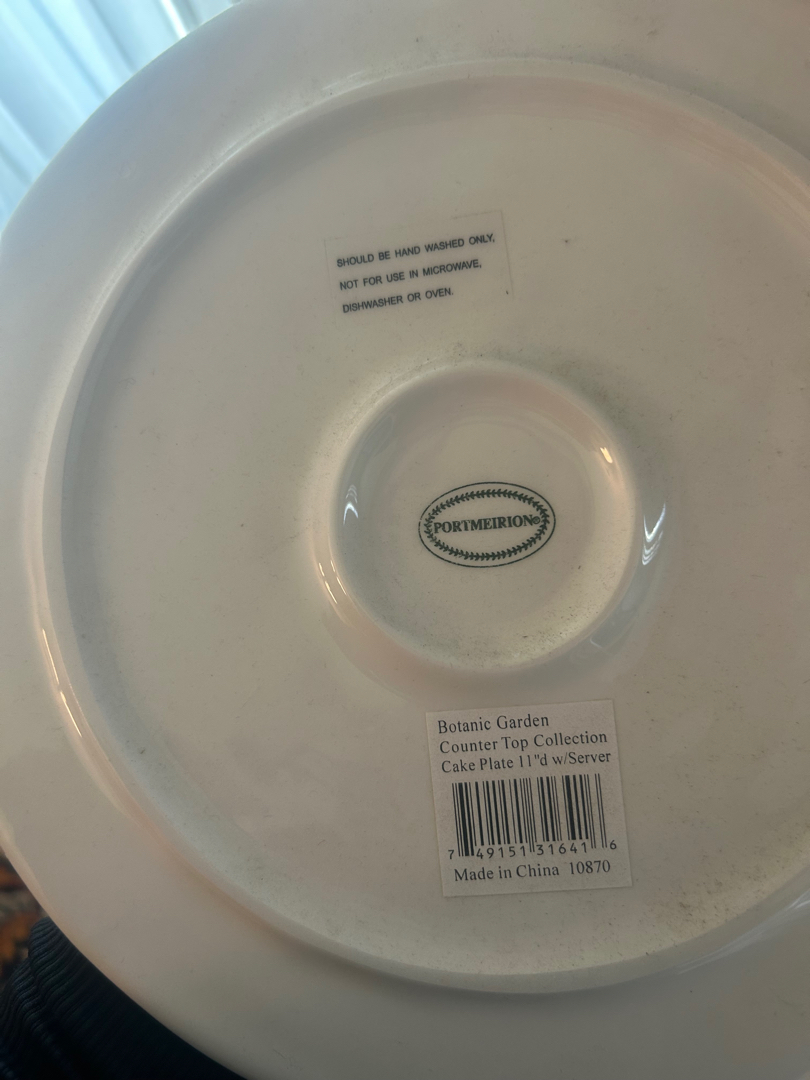 SHOULD BE HAND WASHED ONLY,
NOT FOR USE IN MICROWAVE,
DISHWASHER OR OVEN.
PORTMEIRION®
Botanic Garden
Counter Top Collection
Cake Plate 11"d w/Server
7 49151 31641 6
Made in China 10870